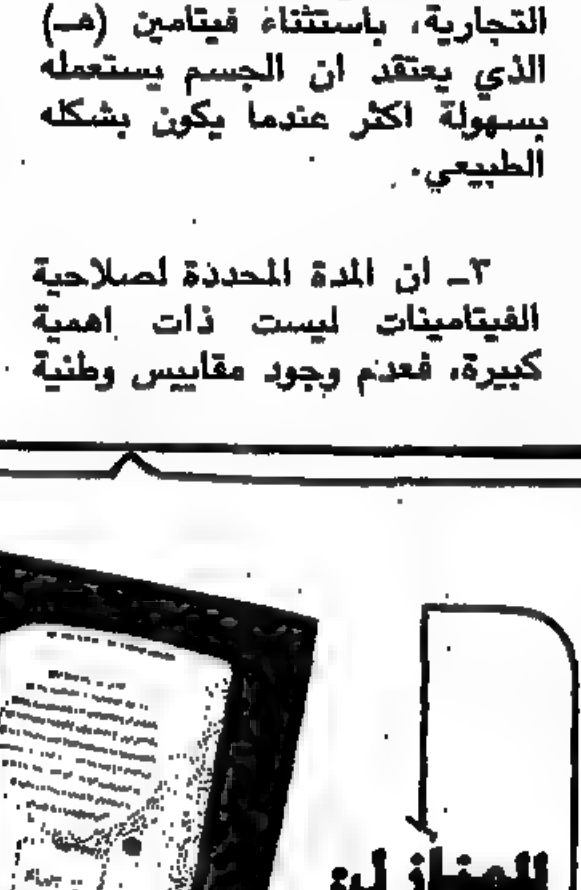 التجارية، باستثناء فيتامين (هـ)
الذي يعتقد ان الجسم يستعمله
بسهولة اكثر عندما يكون بشكله
الطبيعي.
٣ـ ان المدة المحددة لصلاحية
الفيتامينات ليست ذات اهمية
كبيرة، فعدم وجود مقاييس وطنية